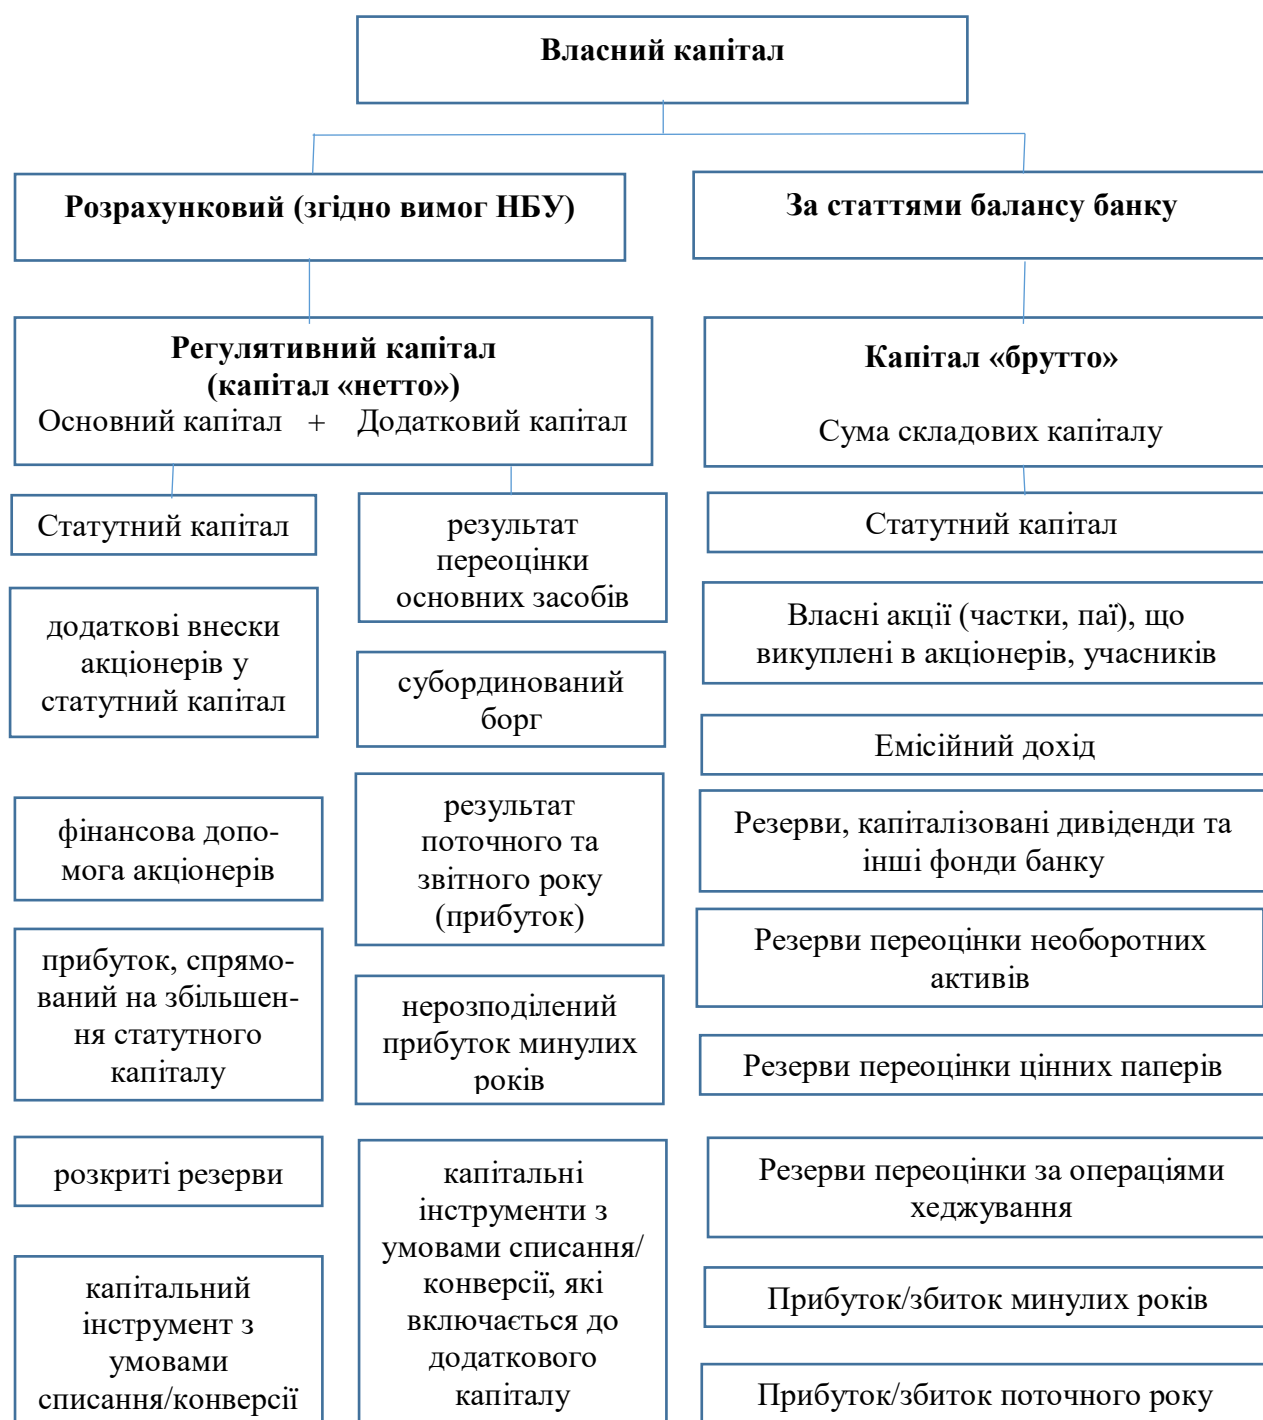 Власний капітал
Розрахунковий (згідно вимог НБУ)
За статтями балансу банку
Регулятивний капітал
(капітал «нетто»)
Основний капітал + Додатковий капітал
Капітал «брутто»
Сума складових капіталу
Статутний капітал
додаткові внески
акціонерів у
статутний капітал
фінансова допо-
мога акціонерів
прибуток, спрямо-
ваний на збільшен-
ня статутного
капіталу
розкриті резерви
капітальний
інструмент з
умовами
списання/конверсії
результат
переоцінки
основних засобів
субординований
борг
результат
поточного та
звітного року
(прибуток)
нерозподілений
прибуток минулих
років
капітальні
інструменти з
умовами списання/
конверсії, які
включається до
додаткового
капіталу
Статутний капітал
Власні акції (частки, паї), що
викуплені в акціонерів, учасників
Емісійний дохід
Резерви, капіталізовані дивіденди та
інші фонди банку
Резерви переоцінки необоротних
активів
Резерви переоцінки цінних паперів
Резерви переоцінки за операціями
хеджування
Прибуток/збиток минулих років
Прибуток/збиток поточного року